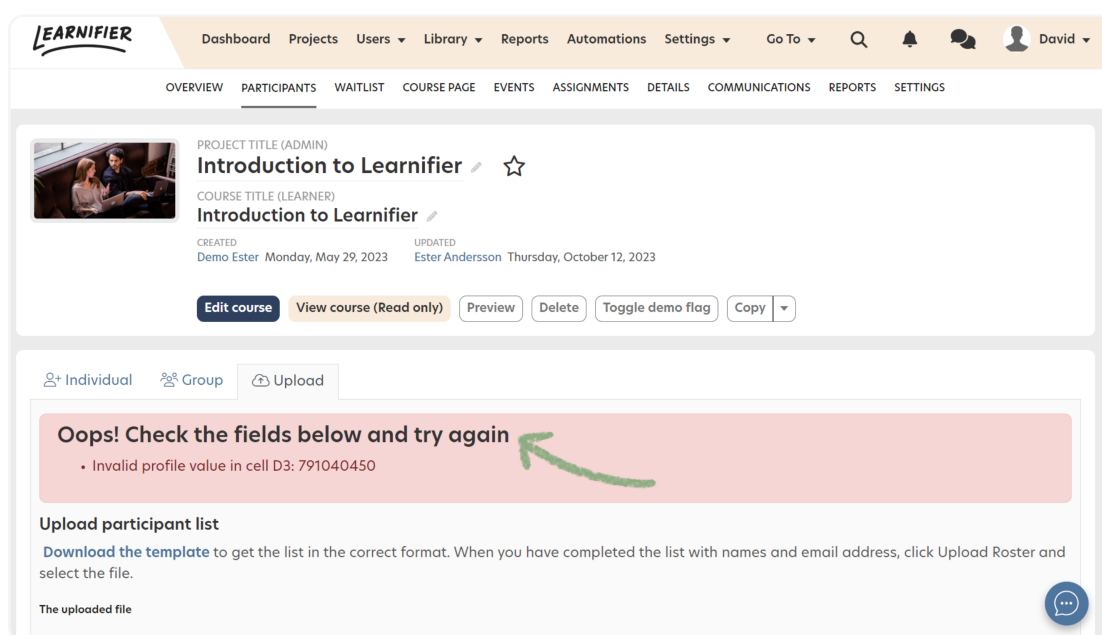 LEARNIFIER
Dashboard Projects Users Library Reports Automations Settings Go To David
OVERVIEW PARTICIPANTS WAITLIST COURSE PAGE EVENTS ASSIGNMENTS DETAILS COMMUNICATIONS REPORTS SETTINGS
PROJECT TITLE (ADMIN)
Introduction to Learnifier
COURSE TITLE (LEARNER)
Introduction to Learnifier
CREATED UPDATED
Demo Ester Monday, May 29, 2023 Ester Andersson Thursday, October 12, 2023
Edit course View course (Read only) Preview Delete Toggle demo flag Copy
Individual Group Upload
Oops! Check the fields below and try again
• Invalid profile value in cell D3: 791040450
Upload participant list
Download the template to get the list in the correct format. When you have completed the list with names and email address, click Upload Roster and
select the file.
The uploaded file